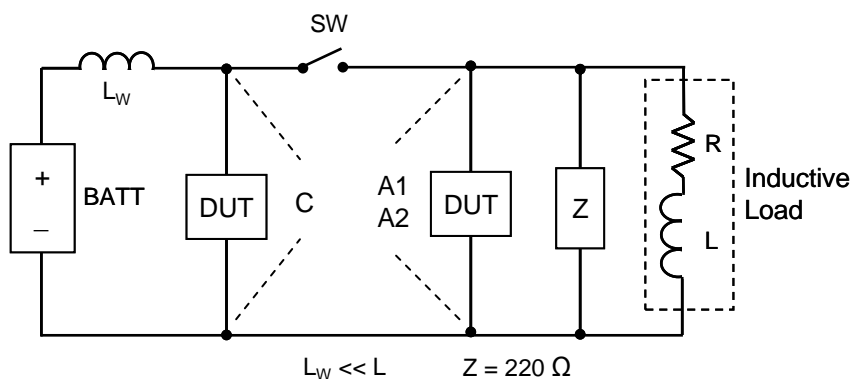 SW
L_W
+
BATT
−
DUT
C
A1
A2
DUT
Z
R
L
Inductive
Load
L_W << L
Z = 220 Ω